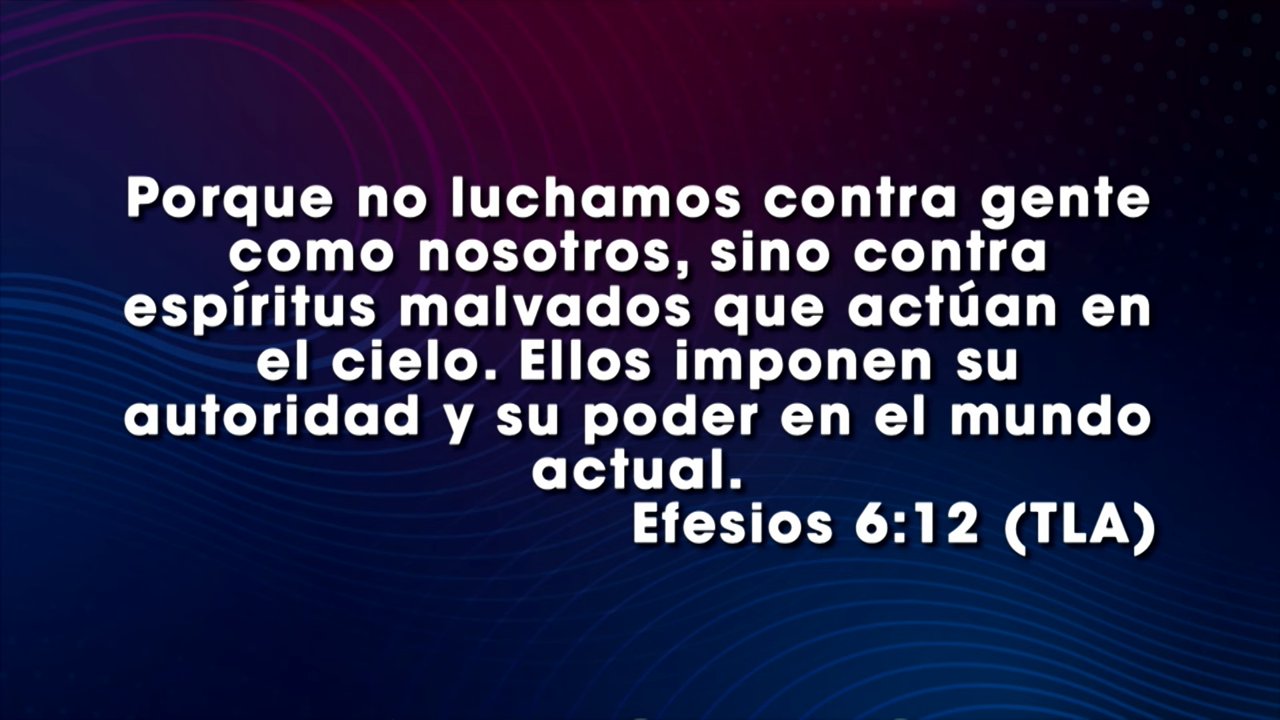 Porque no luchamos contra gente
como nosotros, sino contra
espíritus malvados que actúan en
el cielo. Ellos imponen su
autoridad y su poder en el mundo
actual.
Efesios 6:12 (TLA)